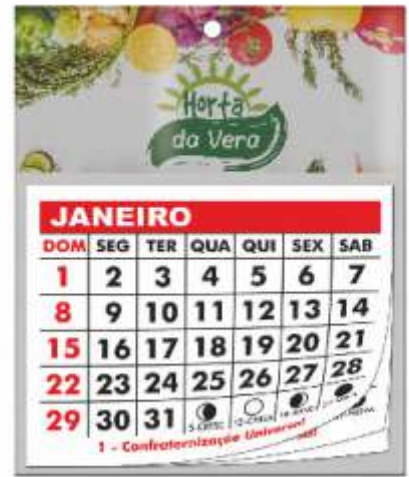 Horta
da Vera
JANEIRO
DOM SEG TER QUA QUI SEX SAB
1 2 3 4 5 6 7
8 9 10 11 12 13 14
15 16 17 18 19 20 21
22 23 24 25 26 27 28
29 30 31
1 - Confraternização Universal